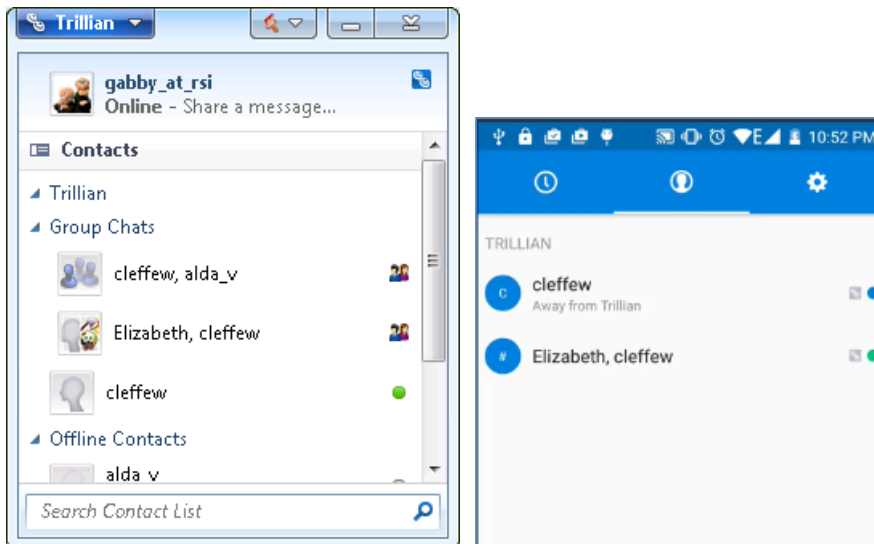 Trillian
gabby_at_rsi
Online - Share a message...
Contacts
Trillian
Group Chats
cleffew, alda_v
Elizabeth, cleffew
cleffew
Offline Contacts
alda_v
Search Contact List
E 10:52 PM
TRILLIAN
C cleffew
Away from Trillian
# Elizabeth, cleffew